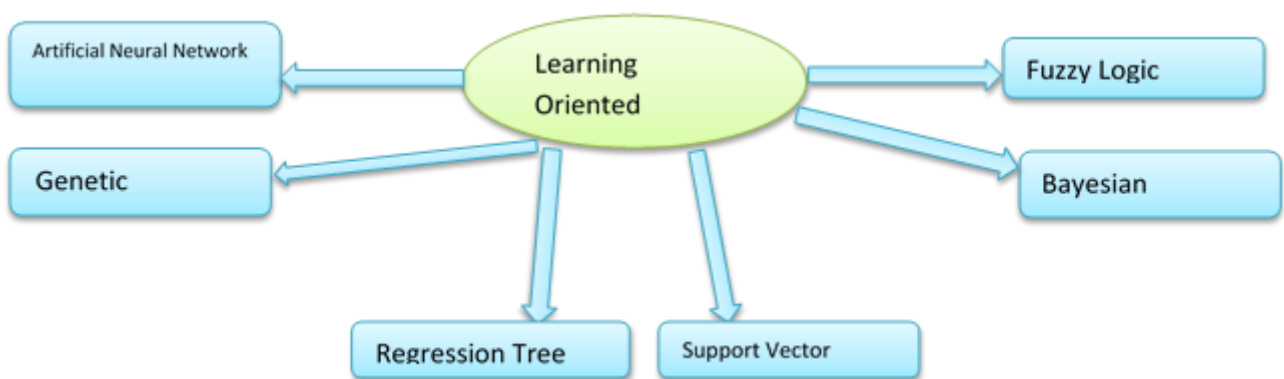 Artificial Neural Network
Learning
Oriented
Fuzzy Logic
Genetic
Bayesian
Regression Tree
Support Vector